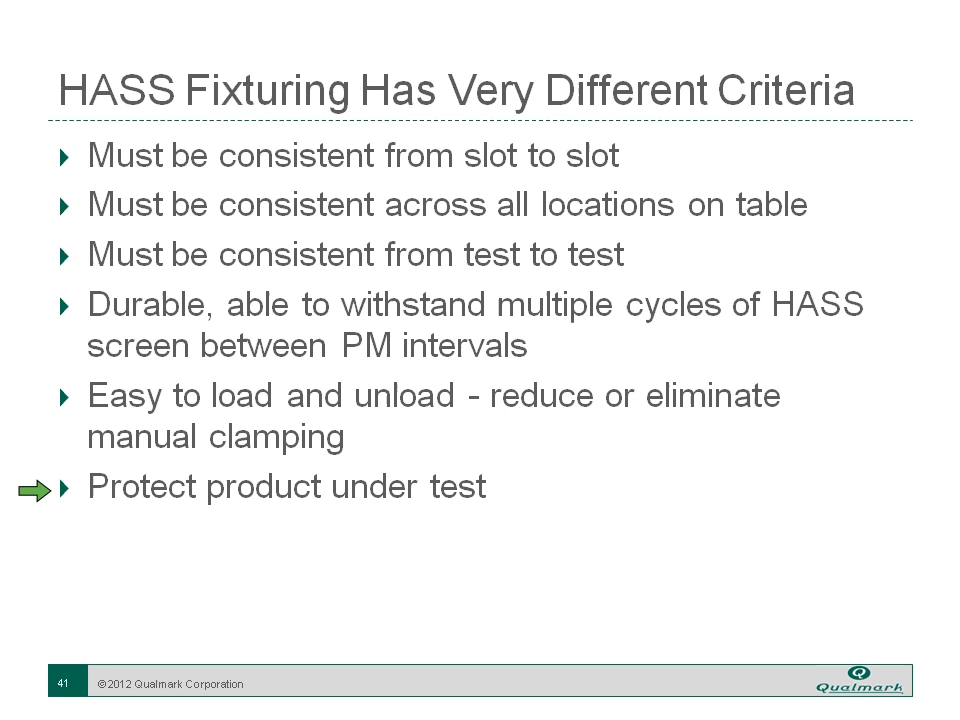 HASS Fixturing Has Very Different Criteria
Must be consistent from slot to slot
Must be consistent across all locations on table
Must be consistent from test to test
Durable, able to withstand multiple cycles of HASS
screen between PM intervals
Easy to load and unload - reduce or eliminate
manual clamping
Protect product under test
41
©2012 Qualmark Corporation
Qualmark